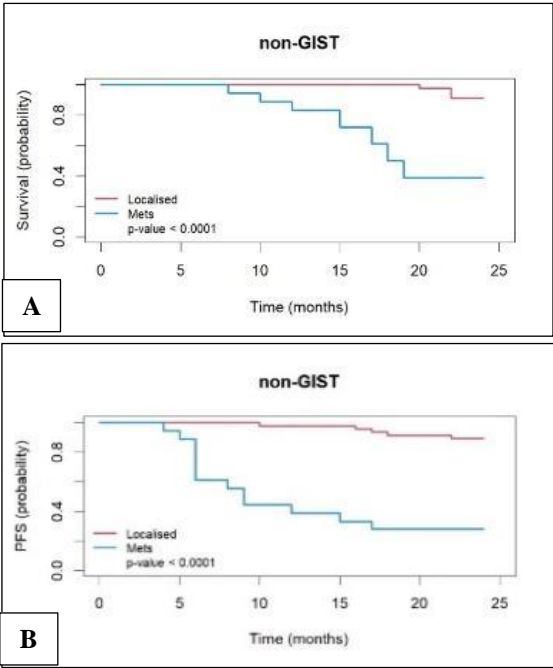 non-GIST
Survival (probability)
0.8
0.4
0.0
Localised
Mets
p-value < 0.0001
0 5 10 15 20 25
Time (months)
A
non-GIST
PFS (probability)
0.8
0.4
0.0
Localised
Mets
p-value < 0.0001
0 5 10 15 20 25
Time (months)
B